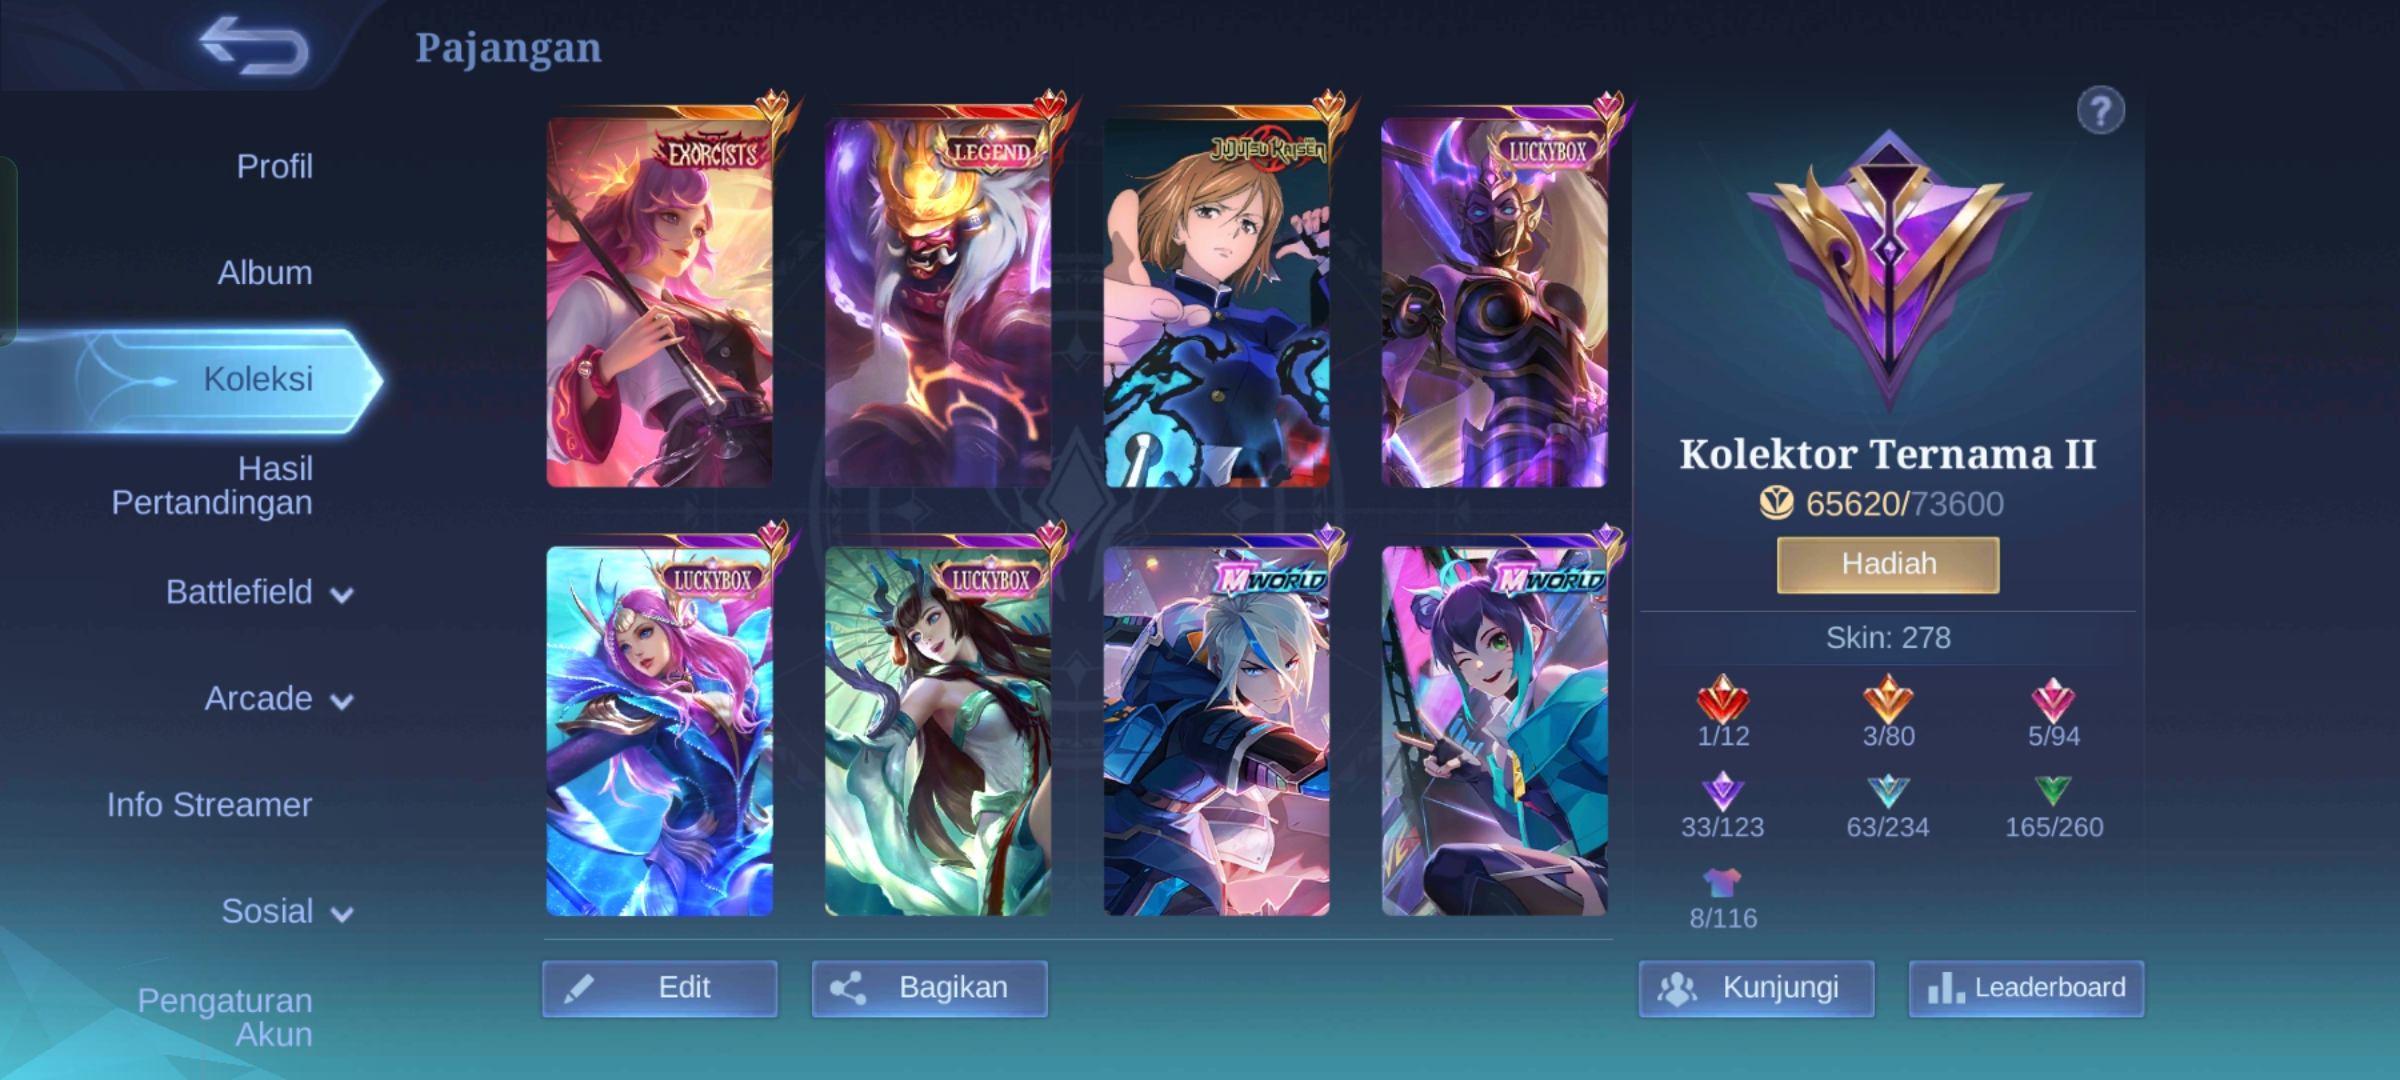 Pajangan
Profil
Album
Koleksi
Hasil
Pertandingan
Battlefield
Arcade
Info Streamer
Sosial
Pengaturan
Akun
EXORCISTS
LEGEND
JUJUTSU KAISEN
LUCKYBOX
LUCKYBOX
LUCKYBOX
MWORLD
MWORLD
Edit
Bagikan
?
Kolektor Ternama II
65620/73600
Hadiah
Skin: 278
1/12
3/80
5/94
33/123
63/234
165/260
8/116
Kunjungi
Leaderboard